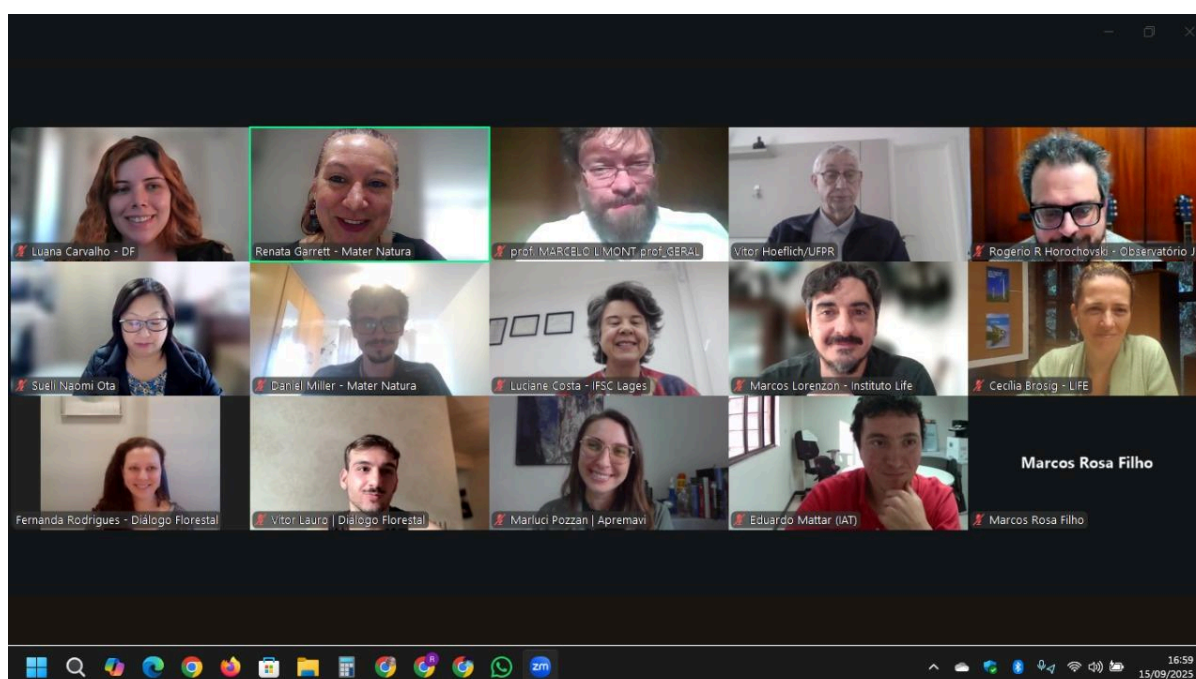 Luana Carvalho - DF
Renata Garrett - Mater Natura
prof. MARCELO LIMONT prof_GERAL
Vitor Hoeflich/UFPR
Rogerio R Horochovski - Observatório J
Sueli Naomi Ota
Daniel Miller - Mater Natura
Luciane Costa - IFSC Lages
Marcos Lorenzon - Instituto Life
Cecília Brosig - LIFE
Fernanda Rodrigues - Diálogo Florestal
Vitor Lauro | Diálogo Florestal
Marluci Pozzan | Apremavi
Eduardo Mattar (IAT)
Marcos Rosa Filho
Marcos Rosa Filho
zm
16:59
15/09/2025